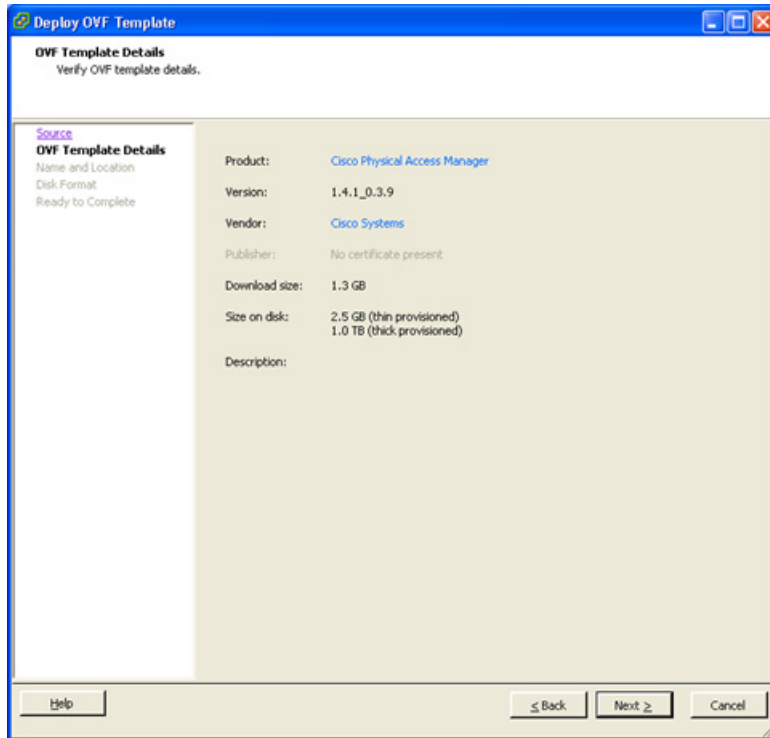 Deploy OVF Template
OVF Template Details
Verify OVF template details.
Source
OVF Template Details
Name and Location
Disk Format
Ready to Complete
Product: Cisco Physical Access Manager
Version: 1.4.1_0.3.9
Vendor: Cisco Systems
Publisher: No certificate present
Download size: 1.3 GB
Size on disk: 2.5 GB (thin provisioned)
1.0 TB (thick provisioned)
Description:
Help
≤ Back
Next ≥
Cancel